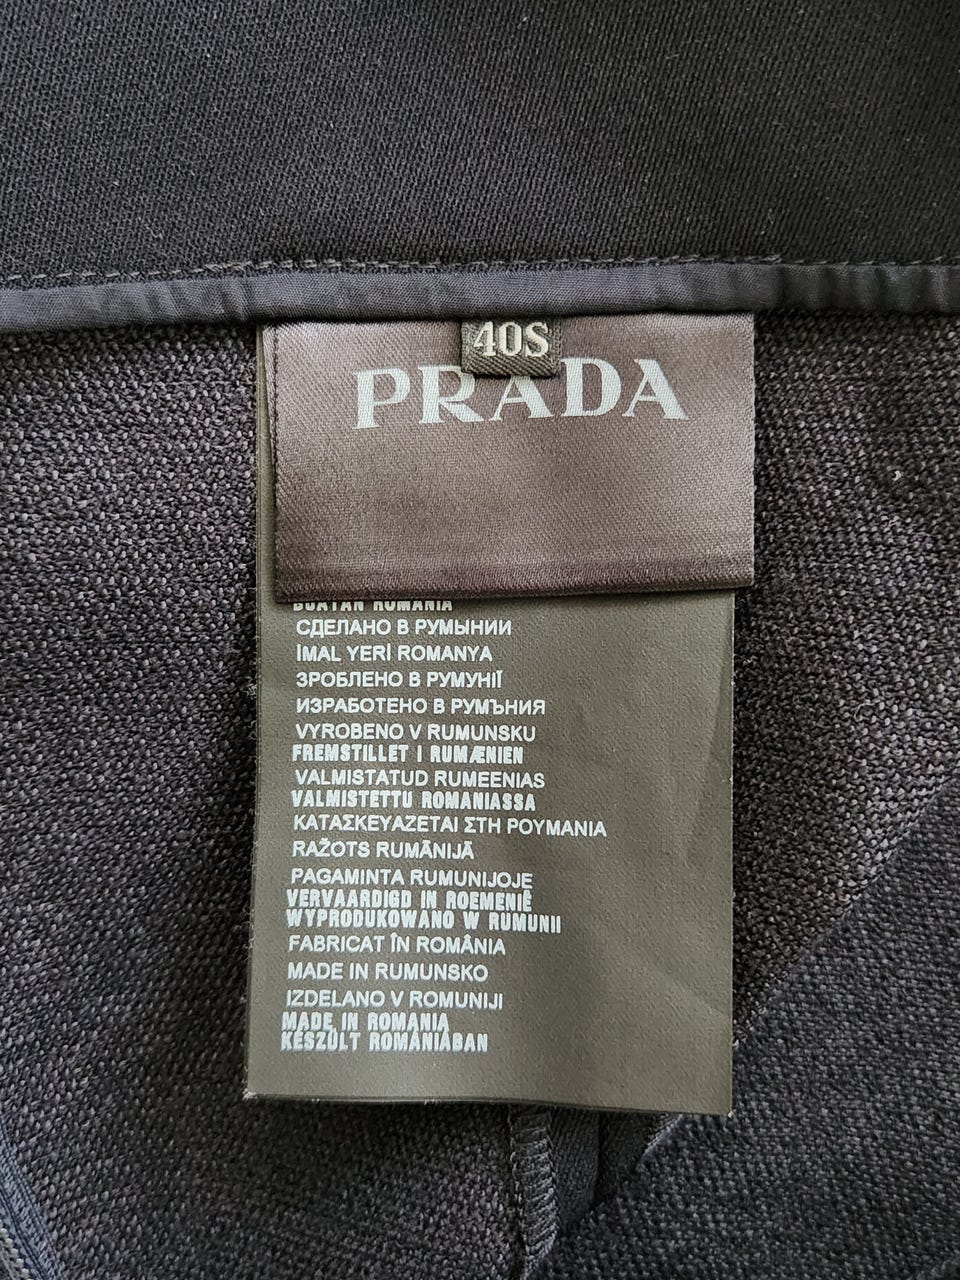 40S
PRADA
BUATAN ROMANIA
СДЕЛАНО В РУМЫНИИ
İMAL YERİ ROMANYA
ЗРОБЛЕНО В РУМУНІЇ
ИЗРАБОТЕНО В РУМЪНИЯ
VYROBENO V RUMUNSKU
FREMSTILLET I RUMÆNIEN
VALMISTATUD RUMEENIAS
VALMISTETTU ROMANIASSA
ΚΑΤΑΣΚΕΥΑΖΕΤΑΙ ΣΤΗ ΡΟΥΜΑΝΙΑ
RAŽOTS RUMĀNIJĀ
PAGAMINTA RUMUNIJOJE
VERVAARDIGD IN ROEMENIË
WYPRODUKOWANO W RUMUNII
FABRICAT ÎN ROMÂNIA
MADE IN RUMUNSKO
IZDELANO V ROMUNIJI
MADE IN ROMANIA
KÉSZÜLT ROMÁNIÁBAN